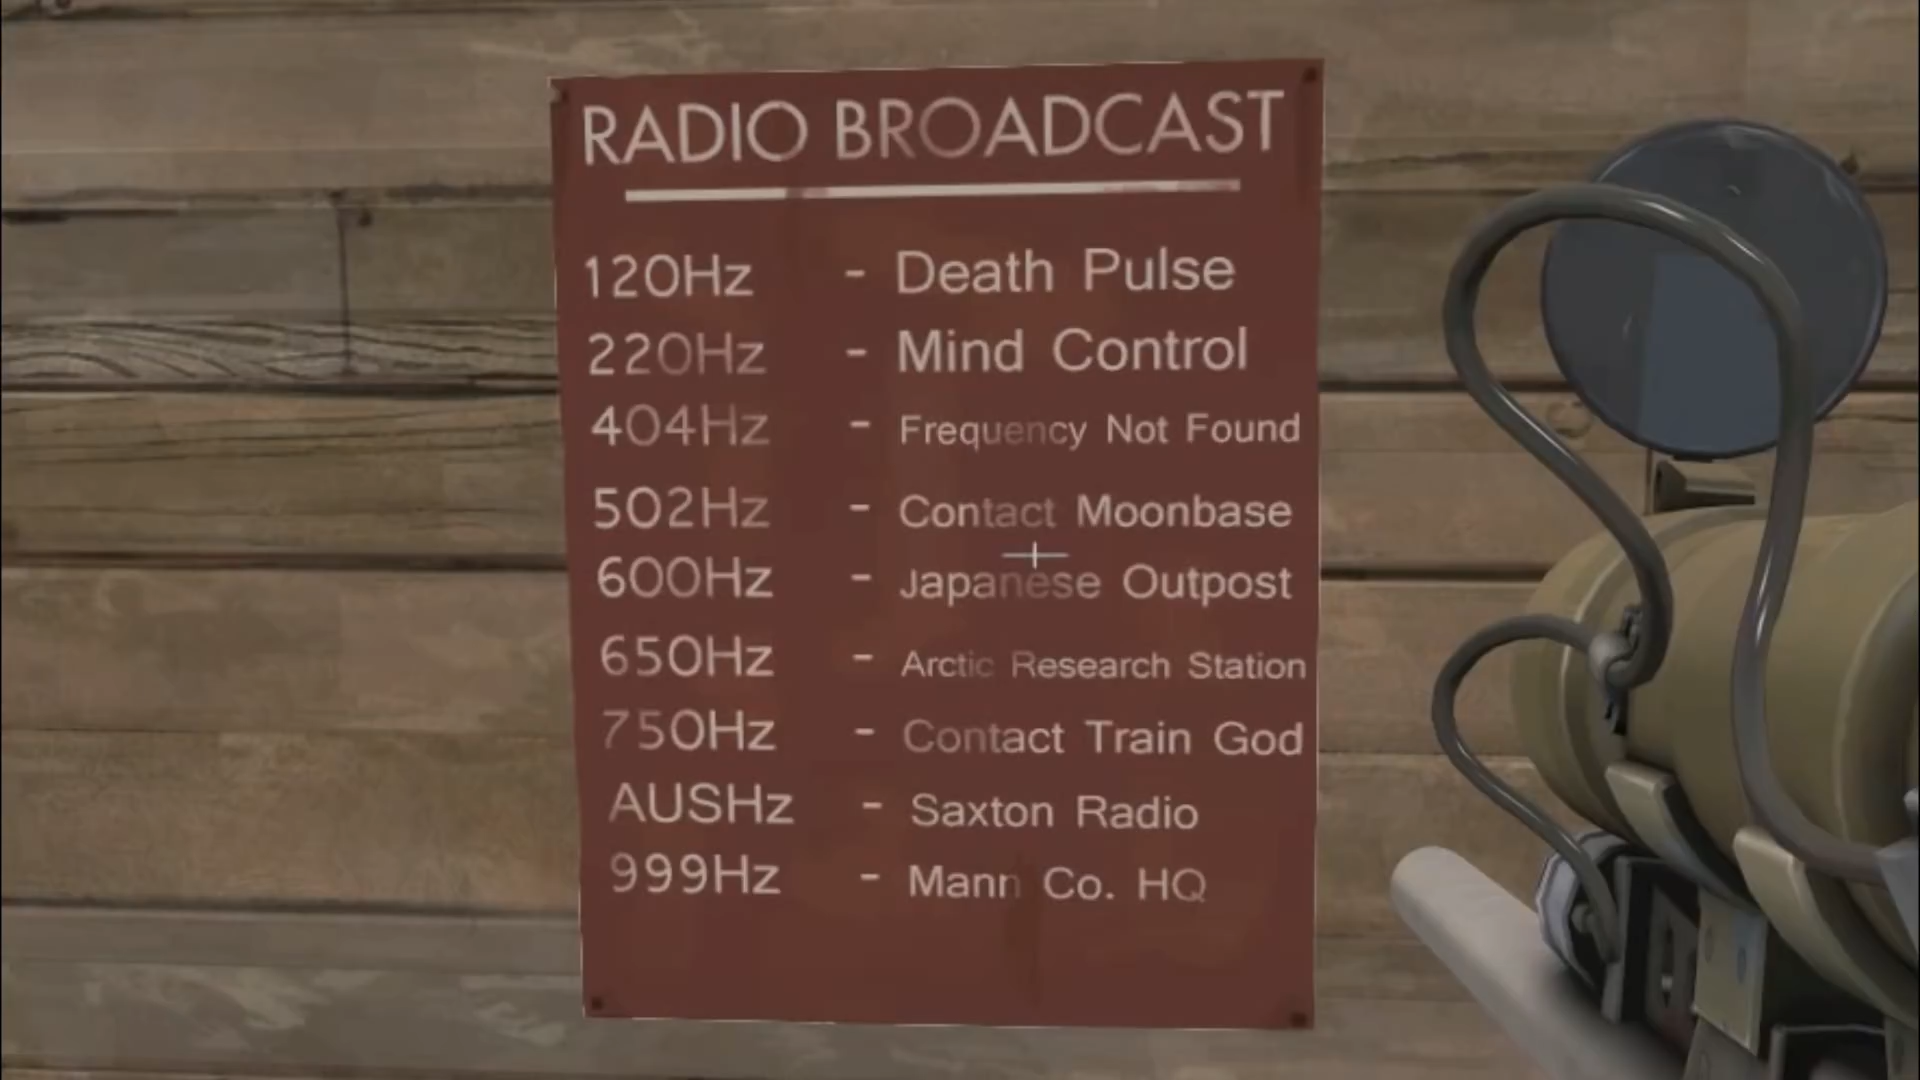 RADIO BROADCAST
120Hz - Death Pulse
220Hz - Mind Control
404Hz - Frequency Not Found
502Hz - Contact Moonbase
600Hz - Japanese Outpost
650Hz - Arctic Research Station
750Hz - Contact Train God
AUSHz - Saxton Radio
999Hz - Mann Co. HQ